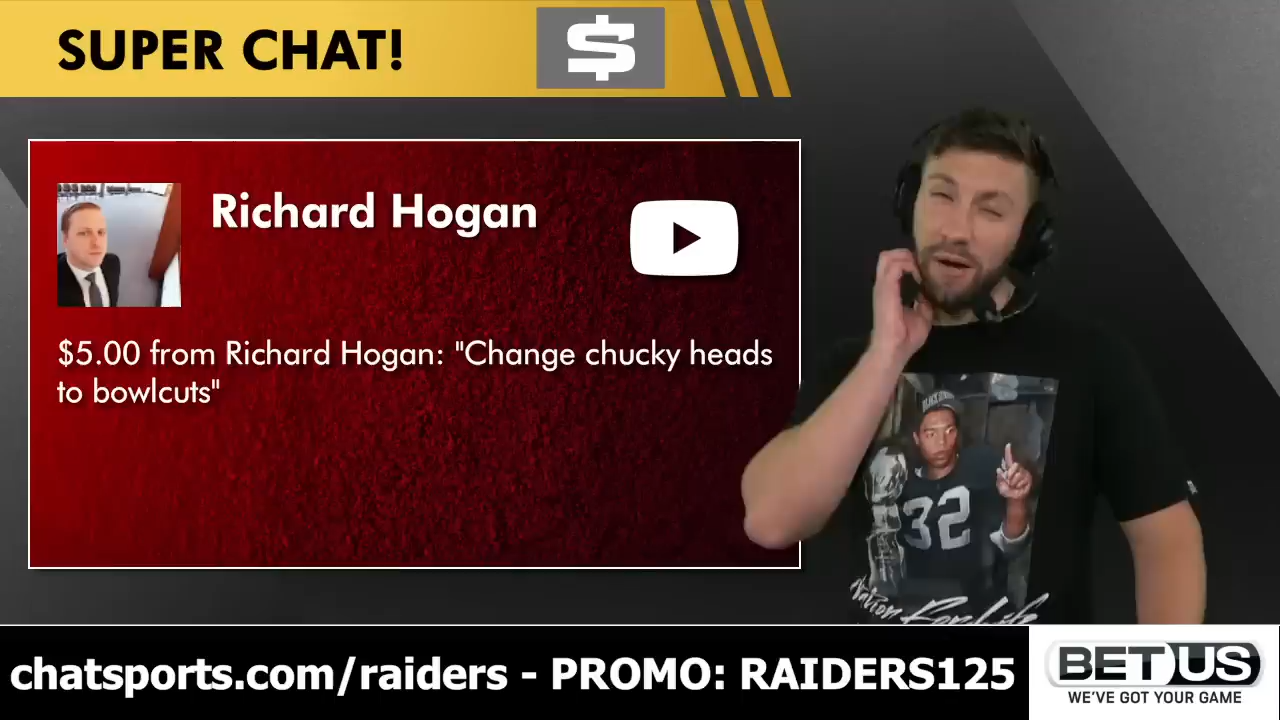 SUPER CHAT!
$
Richard Hogan
$5.00 from Richard Hogan: "Change chucky heads
to bowlcuts"
32
Nation
chatsports.com/raiders - PROMO: RAIDERS125
BETUS
WE'VE GOT YOUR GAME